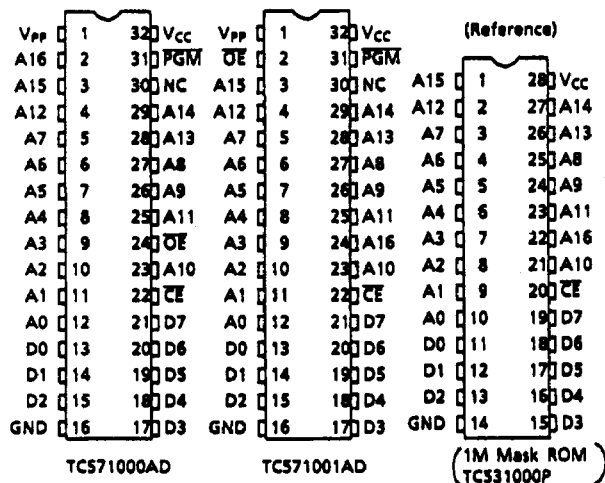 VPP 1 32 VCC
A16 2 31 PGM
A15 3 30 NC
A12 4 29 A14
A7 5 28 A13
A6 6 27 A8
A5 7 26 A9
A4 8 25 A11
A3 9 24 OE
A2 10 23 A10
A1 11 22 CE
A0 12 21 D7
D0 13 20 D6
D1 14 19 D5
D2 15 18 D4
GND 16 17 D3
TC571000AD
VPP 1 32 VCC
OE 2 31 PGM
A15 3 30 NC
A12 4 29 A14
A7 5 28 A13
A6 6 27 A8
A5 7 26 A9
A4 8 25 A11
A3 9 24 A16
A2 10 23 A10
A1 11 22 CE
A0 12 21 D7
D0 13 20 D6
D1 14 19 D5
D2 15 18 D4
GND 16 17 D3
TC571001AD
(Reference)
A15 1 28 VCC
A12 2 27 A14
A7 3 26 A13
A6 4 25 A8
A5 5 24 A9
A4 6 23 A11
A3 7 22 A16
A2 8 21 A10
A1 9 20 CE
A0 10 19 D7
D0 11 18 D6
D1 12 17 D5
D2 13 16 D4
GND 14 15 D3
(1M Mask ROM
TC531000P)